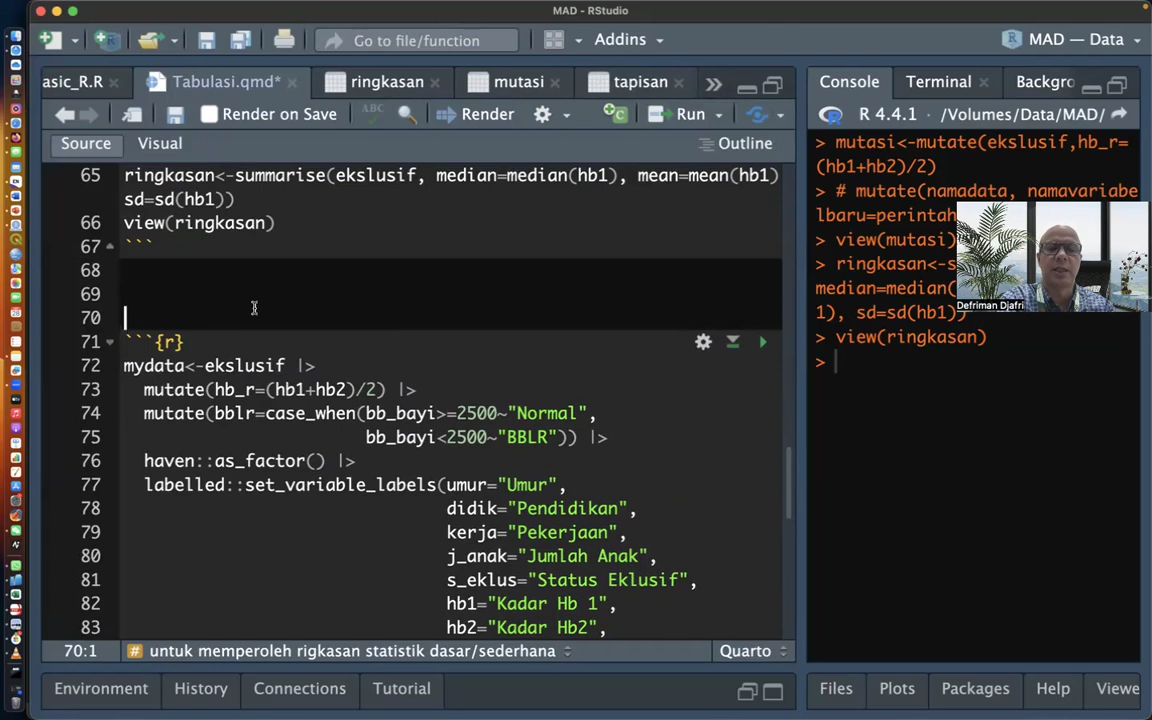 MAD - RStudio
Go to file/function
Addins
MAD — Data
asic_R.R
Tabulasi.qmd*
ringkasan
mutasi
tapisan
Console
Terminal
Backgro
Render on Save
ABC
Render
Run
R 4.4.1 · /Volumes/Data/MAD/
Source
Visual
Outline
65 ringkasan<-summarise(ekslusif, median=median(hb1), mean=mean(hb1)
sd=sd(hb1))
66 view(ringkasan)
67 ```
68
69
70
71 ```{r}
72 mydata<-ekslusif |>
73 mutate(hb_r=(hb1+hb2)/2) |>
74 mutate(bblr=case_when(bb_bayi>=2500~"Normal",
75 bb_bayi<2500~"BBLR")) |>
76 haven::as_factor() |>
77 labelled::set_variable_labels(umur="Umur",
78 didik="Pendidikan",
79 kerja="Pekerjaan",
80 j_anak="Jumlah Anak",
81 s_eklus="Status Eklusif",
82 hb1="Kadar Hb 1",
83 hb2="Kadar Hb2",
> mutasi<-mutate(ekslusif,hb_r=
(hb1+hb2)/2)
> # mutate(namadata, namavariabe
lbaru=perintah
> view(mutasi)
> ringkasan<-s
median=median(
1), sd=sd(hb1))
> view(ringkasan)
>
Defriman Djafri
70:1
# untuk memperoleh rigkasan statistik dasar/sederhana
Quarto
Environment
History
Connections
Tutorial
Files
Plots
Packages
Help
Viewe